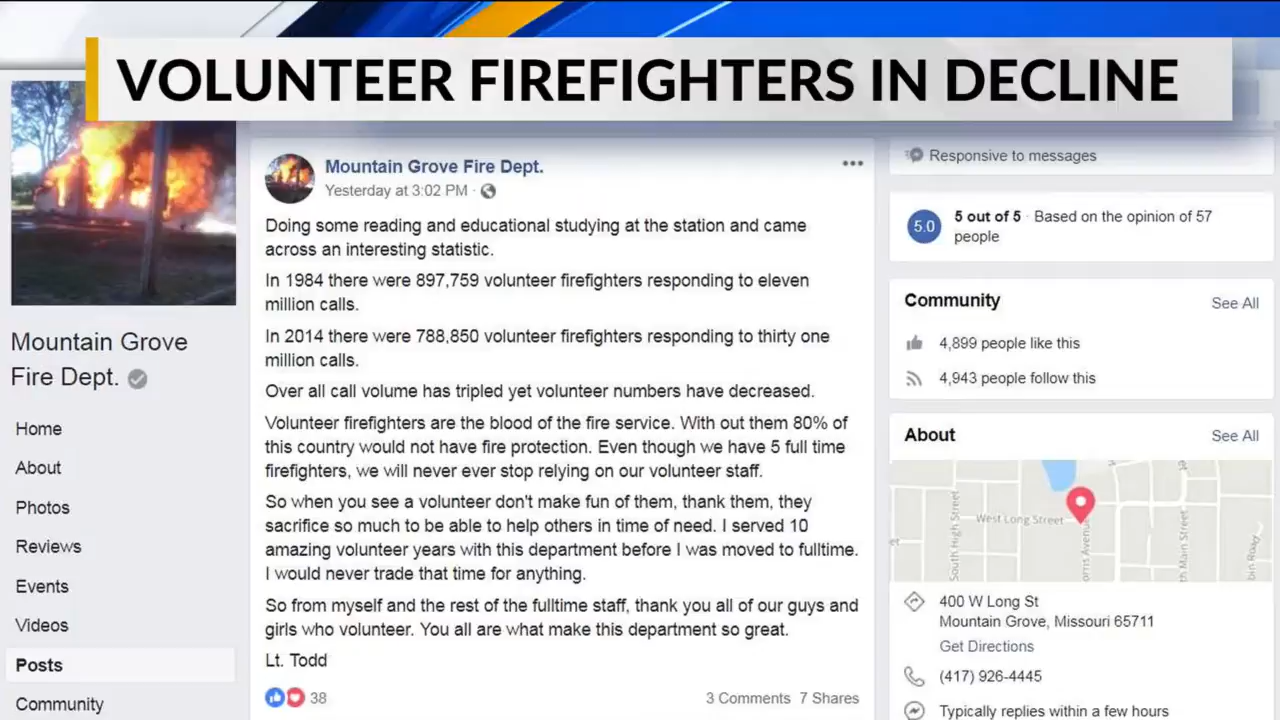 VOLUNTEER FIREFIGHTERS IN DECLINE
Mountain Grove
Fire Dept.
Home
About
Photos
Reviews
Events
Videos
Posts
Community
Mountain Grove Fire Dept.
Yesterday at 3:02 PM ·
Doing some reading and educational studying at the station and came
across an interesting statistic.
In 1984 there were 897,759 volunteer firefighters responding to eleven
million calls.
In 2014 there were 788,850 volunteer firefighters responding to thirty one
million calls.
Over all call volume has tripled yet volunteer numbers have decreased.
Volunteer firefighters are the blood of the fire service. With out them 80% of
this country would not have fire protection. Even though we have 5 full time
firefighters, we will never ever stop relying on our volunteer staff.
So when you see a volunteer don't make fun of them, thank them, they
sacrifice so much to be able to help others in time of need. I served 10
amazing volunteer years with this department before I was moved to fulltime.
I would never trade that time for anything.
So from myself and the rest of the fulltime staff, thank you all of our guys and
girls who volunteer. You all are what make this department so great.
Lt. Todd
38
3 Comments 7 Shares
Responsive to messages
5.0
5 out of 5 · Based on the opinion of 57
people
Community See All
4,899 people like this
4,943 people follow this
About See All
West Long Street
South High Street
orris Avenu
th Main Street
400 W Long St
Mountain Grove, Missouri 65711
Get Directions
(417) 926-4445
Typically replies within a few hours